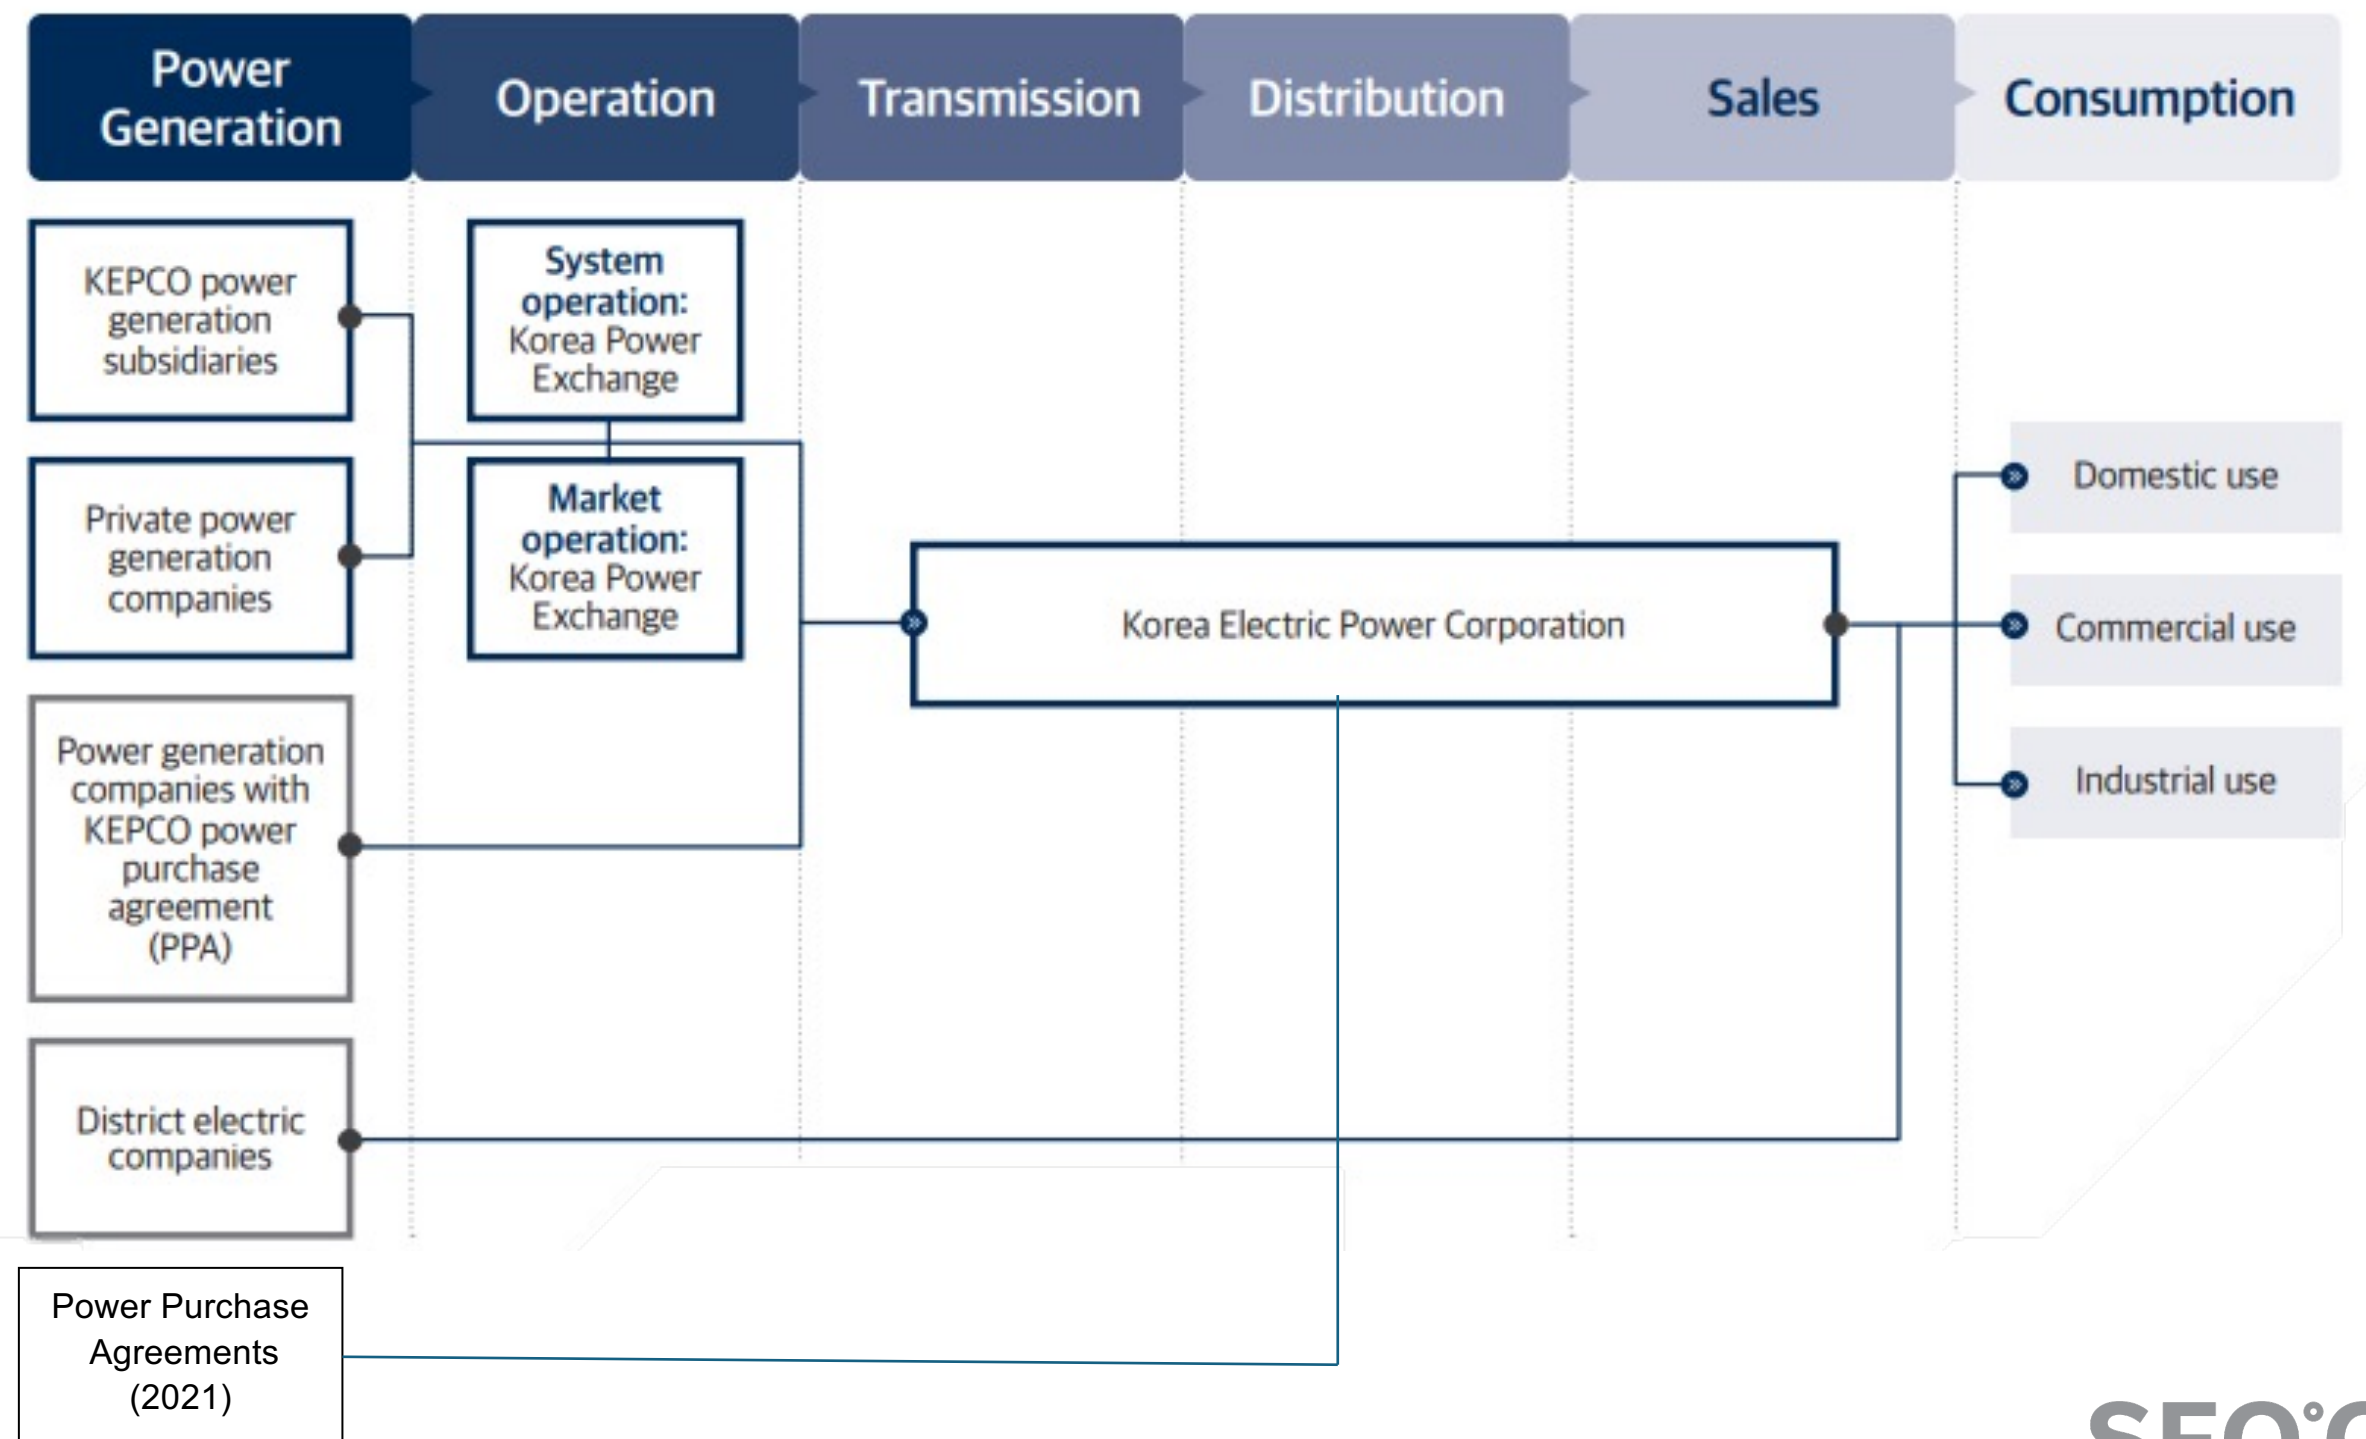 Power
Generation
Operation
Transmission
Distribution
Sales
Consumption
KEPCO power
generation
subsidiaries
System
operation:
Korea Power
Exchange
Private power
generation
companies
Market
operation:
Korea Power
Exchange
Korea Electric Power Corporation
Domestic use
Commercial use
Industrial use
Power generation
companies with
KEPCO power
purchase
agreement
(PPA)
District electric
companies
Power Purchase
Agreements
(2021)